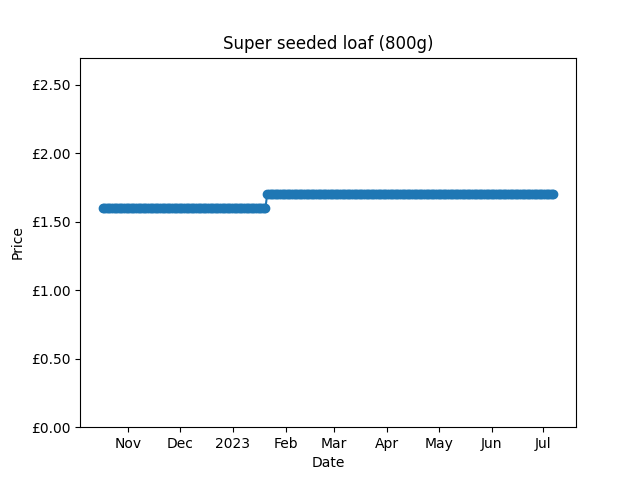 Super seeded loaf (800g)
£2.50
£2.00
£1.50
£1.00
£0.50
£0.00
Price
Nov Dec 2023 Feb Mar Apr May Jun Jul
Date